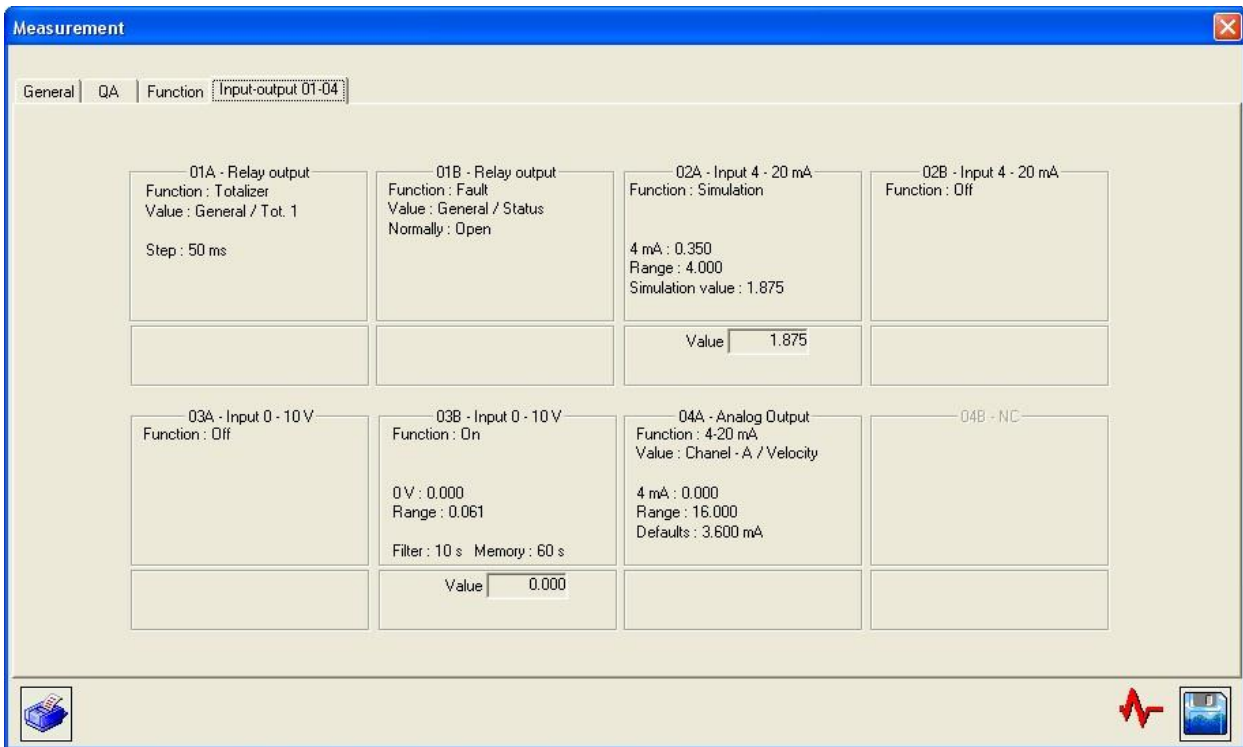 Measurement
General QA Function Input-output 01-04
01A - Relay output
Function : Totalizer
Value : General / Tot. 1
Step : 50 ms
01B - Relay output
Function : Fault
Value : General / Status
Normally : Open
02A - Input 4 - 20 mA
Function : Simulation
4 mA : 0.350
Range : 4.000
Simulation value : 1.875
Value 1.875
02B - Input 4 - 20 mA
Function : Off
03A - Input 0 - 10 V
Function : Off
03B - Input 0 - 10 V
Function : On
0 V : 0.000
Range : 0.061
Filter : 10 s Memory : 60 s
Value 0.000
04A - Analog Output
Function : 4-20 mA
Value : Chanel - A / Velocity
4 mA : 0.000
Range : 16.000
Defaults : 3.600 mA
04B - NC